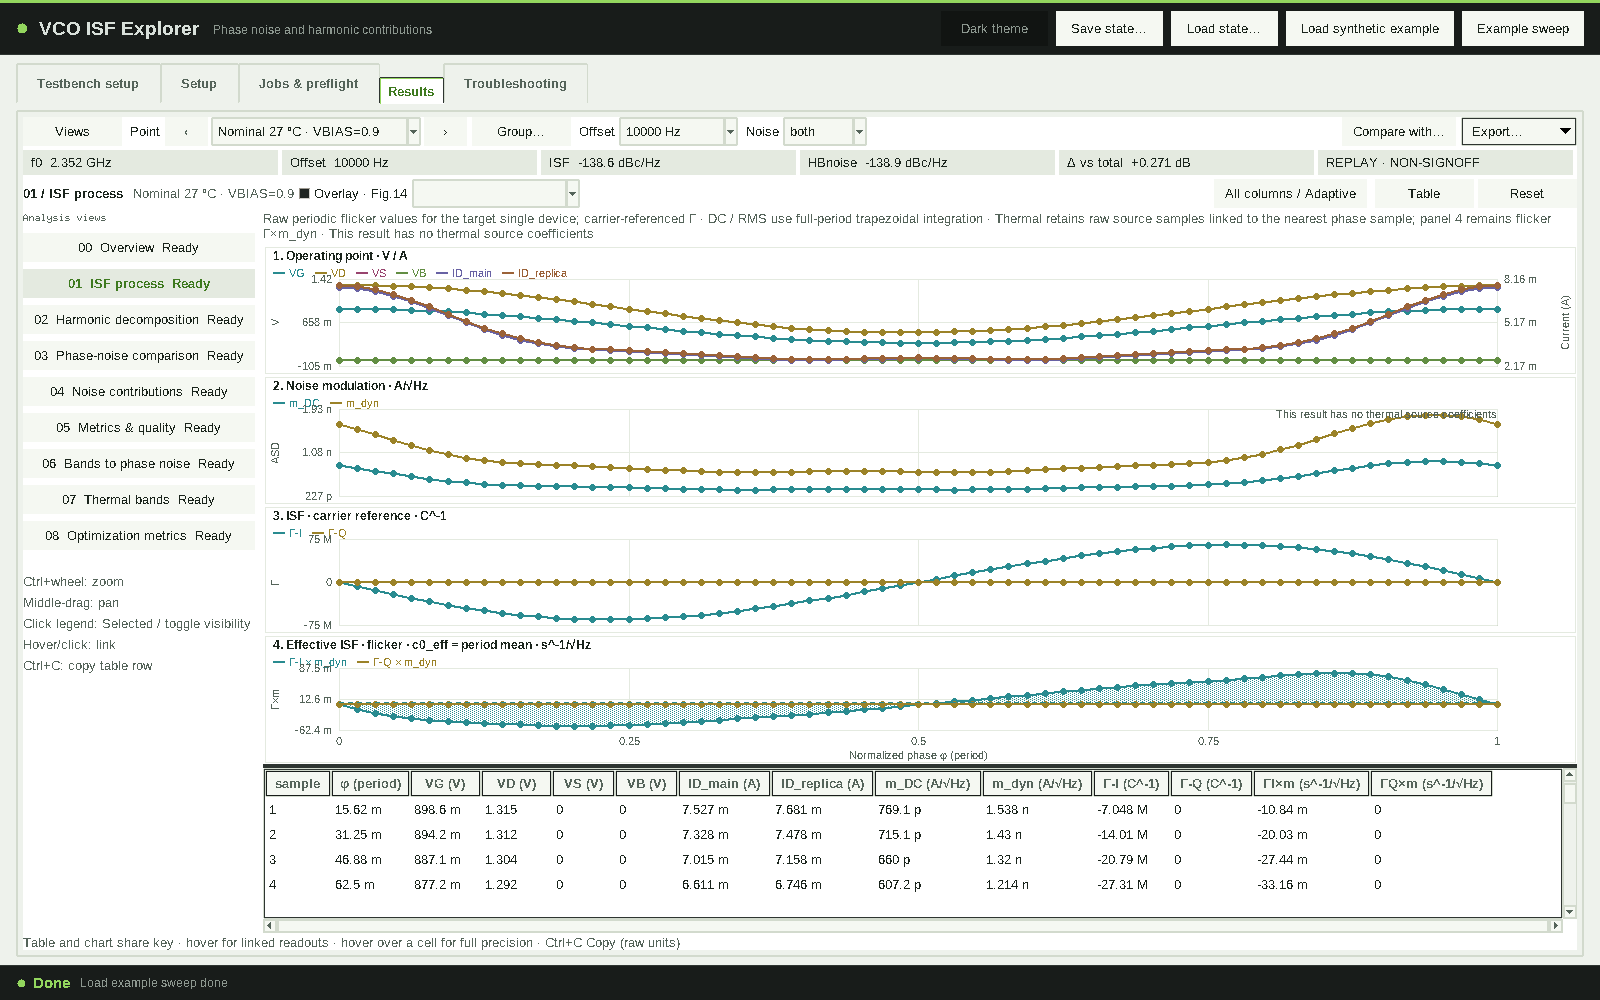 VCO ISF Explorer Phase noise and harmonic contributions Dark theme Save state... Load state... Load synthetic example Example sweep
Testbench setup Setup Jobs & preflight Results Troubleshooting
Views Point ‹ Nominal 27 °C · VBIAS=0.9 › Group... Offset 10000 Hz Noise both Compare with... Export...
f0 2.352 GHz Offset 10000 Hz ISF -138.6 dBc/Hz HBnoise -138.9 dBc/Hz Δ vs total +0.271 dB REPLAY · NON-SIGNOFF
01 / ISF process Nominal 27 °C · VBIAS=0.9 Overlay · Fig.14 All columns / Adaptive Table Reset
Analysis views
00 Overview Ready
01 ISF process Ready
02 Harmonic decomposition Ready
03 Phase-noise comparison Ready
04 Noise contributions Ready
05 Metrics & quality Ready
06 Bands to phase noise Ready
07 Thermal bands Ready
08 Optimization metrics Ready
Ctrl+wheel: zoom
Middle-drag: pan
Click legend: Selected / toggle visibility
Hover/click: link
Ctrl+C: copy table row
Raw periodic flicker values for the target single device; carrier-referenced Γ · DC / RMS use full-period trapezoidal integration · Thermal retains raw source samples linked to the nearest phase sample; panel 4 remains flicker
Γ×m_dyn · This result has no thermal source coefficients
1. Operating point · V / A
VG VD VS VB ID_main ID_replica
1.42 8.16 m
V 658 m 5.17 m Current (A)
-105 m 2.17 m
2. Noise modulation · A/√Hz
m_DC m_dyn
1.93 n This result has no thermal source coefficients
ASD 1.08 n
227 p
3. ISF · carrier reference · C^-1
Γ-I Γ-Q
75 M
Γ 0
-75 M
4. Effective ISF · flicker · c0_eff = period mean · s^-1/√Hz
Γ-I × m_dyn Γ-Q × m_dyn
87.5 m
Γ×m 12.6 m
-62.4 m
0 0.25 0.5 0.75 1
Normalized phase φ (period)
sample φ (period) VG (V) VD (V) VS (V) VB (V) ID_main (A) ID_replica (A) m_DC (A/√Hz) m_dyn (A/√Hz) Γ-I (C^-1) Γ-Q (C^-1) ΓI×m (s^-1/√Hz) ΓQ×m (s^-1/√Hz)
1 15.62 m 898.6 m 1.315 0 0 7.527 m 7.681 m 769.1 p 1.538 n -7.048 M 0 -10.84 m 0
2 31.25 m 894.2 m 1.312 0 0 7.328 m 7.478 m 715.1 p 1.43 n -14.01 M 0 -20.03 m 0
3 46.88 m 887.1 m 1.304 0 0 7.015 m 7.158 m 660 p 1.32 n -20.79 M 0 -27.44 m 0
4 62.5 m 877.2 m 1.292 0 0 6.611 m 6.746 m 607.2 p 1.214 n -27.31 M 0 -33.16 m 0
Table and chart share key · hover for linked readouts · hover over a cell for full precision · Ctrl+C Copy (raw units)
Done Load example sweep done